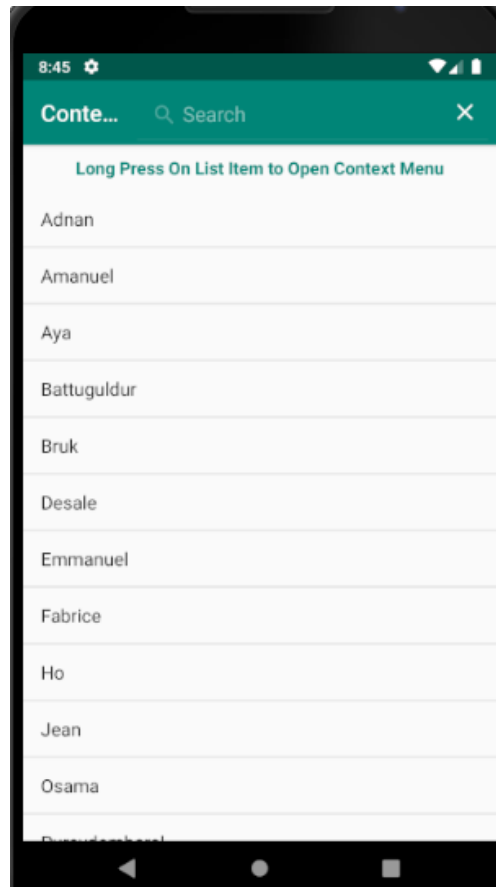 8:45
Conte... Search
Long Press On List Item to Open Context Menu
Adnan
Amanuel
Aya
Battuguldur
Bruk
Desale
Emmanuel
Fabrice
Ho
Jean
Osama